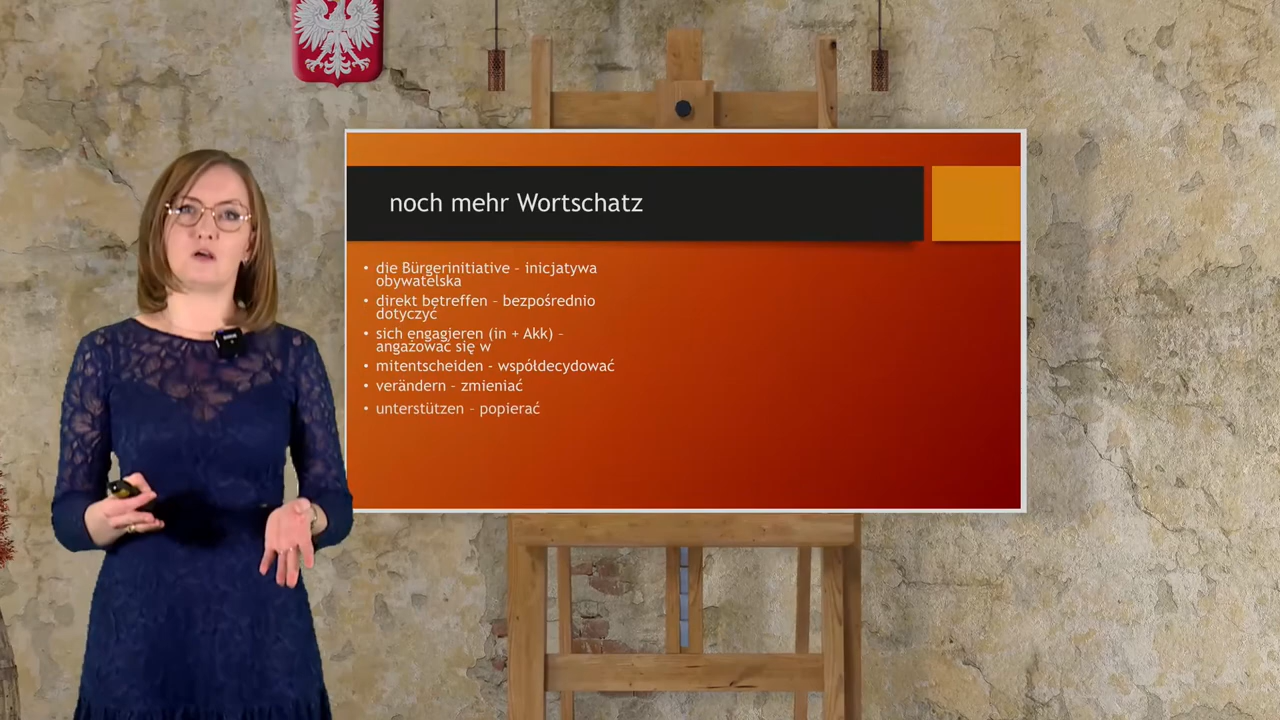 noch mehr Wortschatz
• die Bürgerinitiative - inicjatywa
obywatelska
• direkt betreffen – bezpośrednio
dotyczyć
• sich engagieren (in + Akk) –
angażować się w
• mitentscheiden - współdecydować
• verändern – zmieniać
• unterstützen – popierać